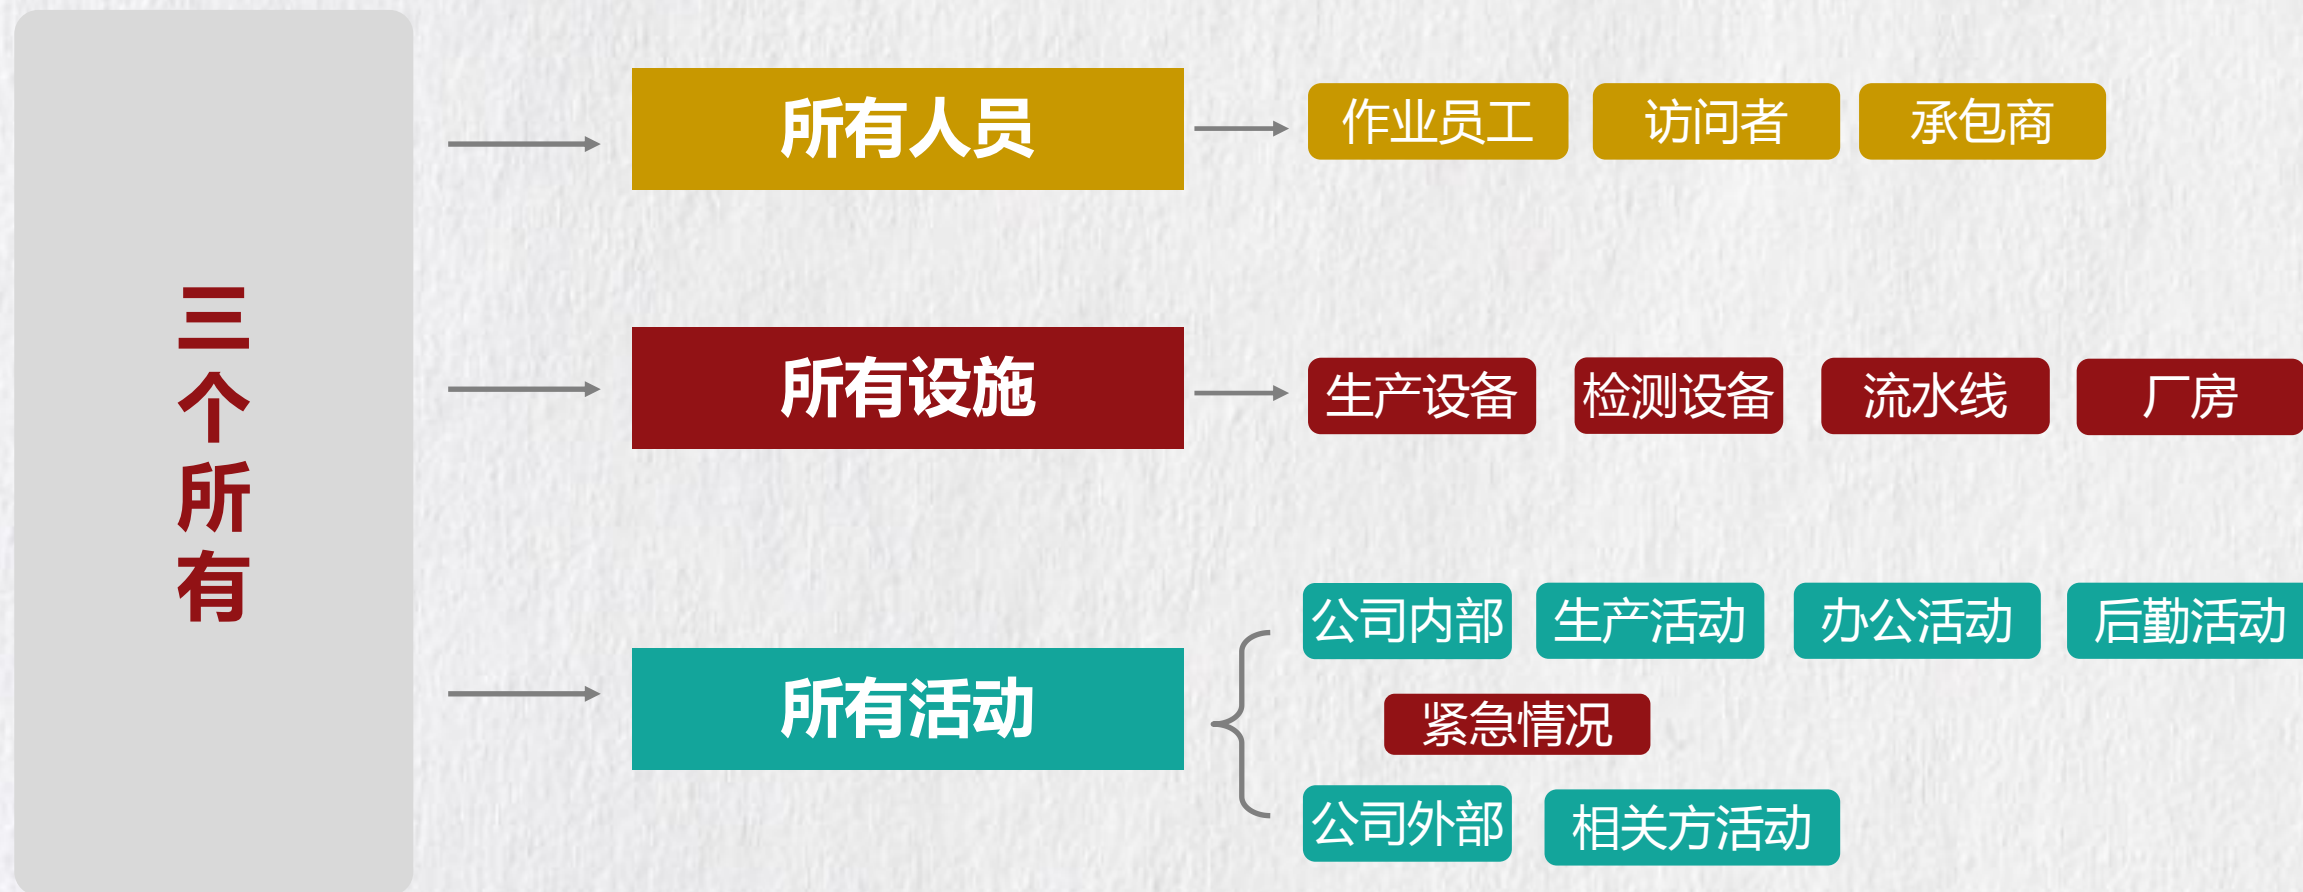 三个所有
所有人员
作业员工 访问者 承包商
所有设施
生产设备 检测设备 流水线 厂房
所有活动
公司内部 生产活动 办公活动 后勤活动
紧急情况
公司外部 相关方活动